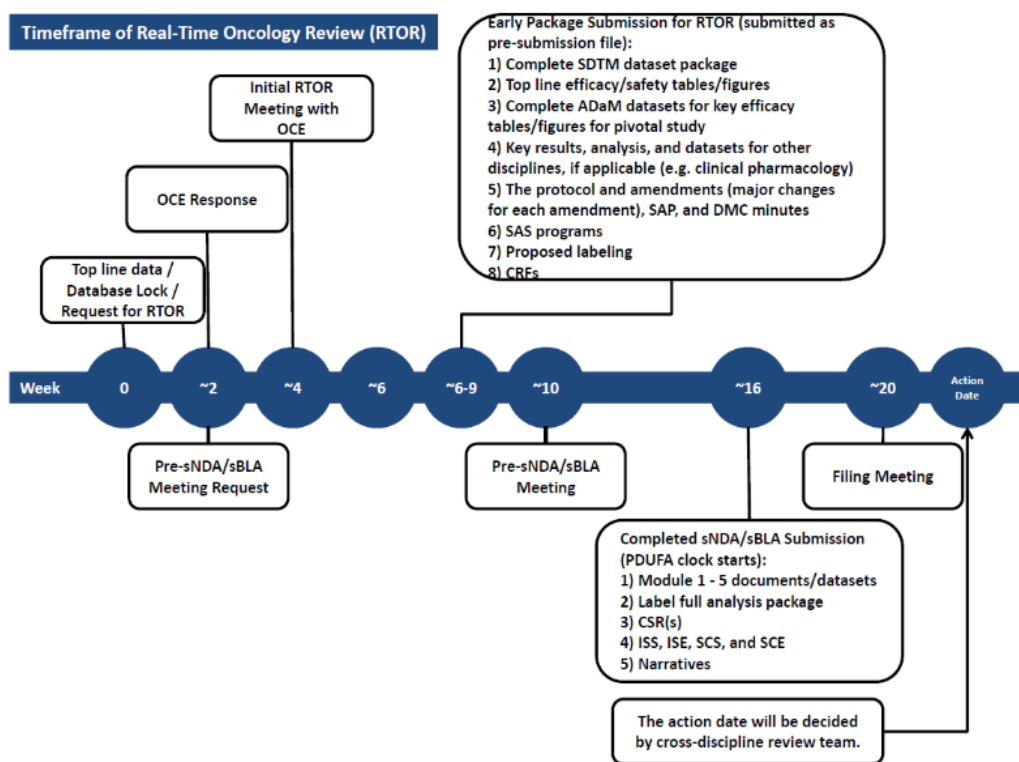 Timeframe of Real-Time Oncology Review (RTOR)
Early Package Submission for RTOR (submitted as
pre-submission file):
1) Complete SDTM dataset package
2) Top line efficacy/safety tables/figures
3) Complete ADaM datasets for key efficacy
tables/figures for pivotal study
4) Key results, analysis, and datasets for other
disciplines, if applicable (e.g. clinical pharmacology)
5) The protocol and amendments (major changes
for each amendment), SAP, and DMC minutes
6) SAS programs
7) Proposed labeling
8) CRFs
Initial RTOR
Meeting with
OCE
OCE Response
Top line data /
Database Lock /
Request for RTOR
Week
0
~2
~4
~6
~6-9
~10
~16
~20
Action
Date
Pre-sNDA/sBLA
Meeting Request
Pre-sNDA/sBLA
Meeting
Filing Meeting
Completed sNDA/sBLA Submission
(PDUFA clock starts):
1) Module 1 - 5 documents/datasets
2) Label full analysis package
3) CSR(s)
4) ISS, ISE, SCS, and SCE
5) Narratives
The action date will be decided
by cross-discipline review team.